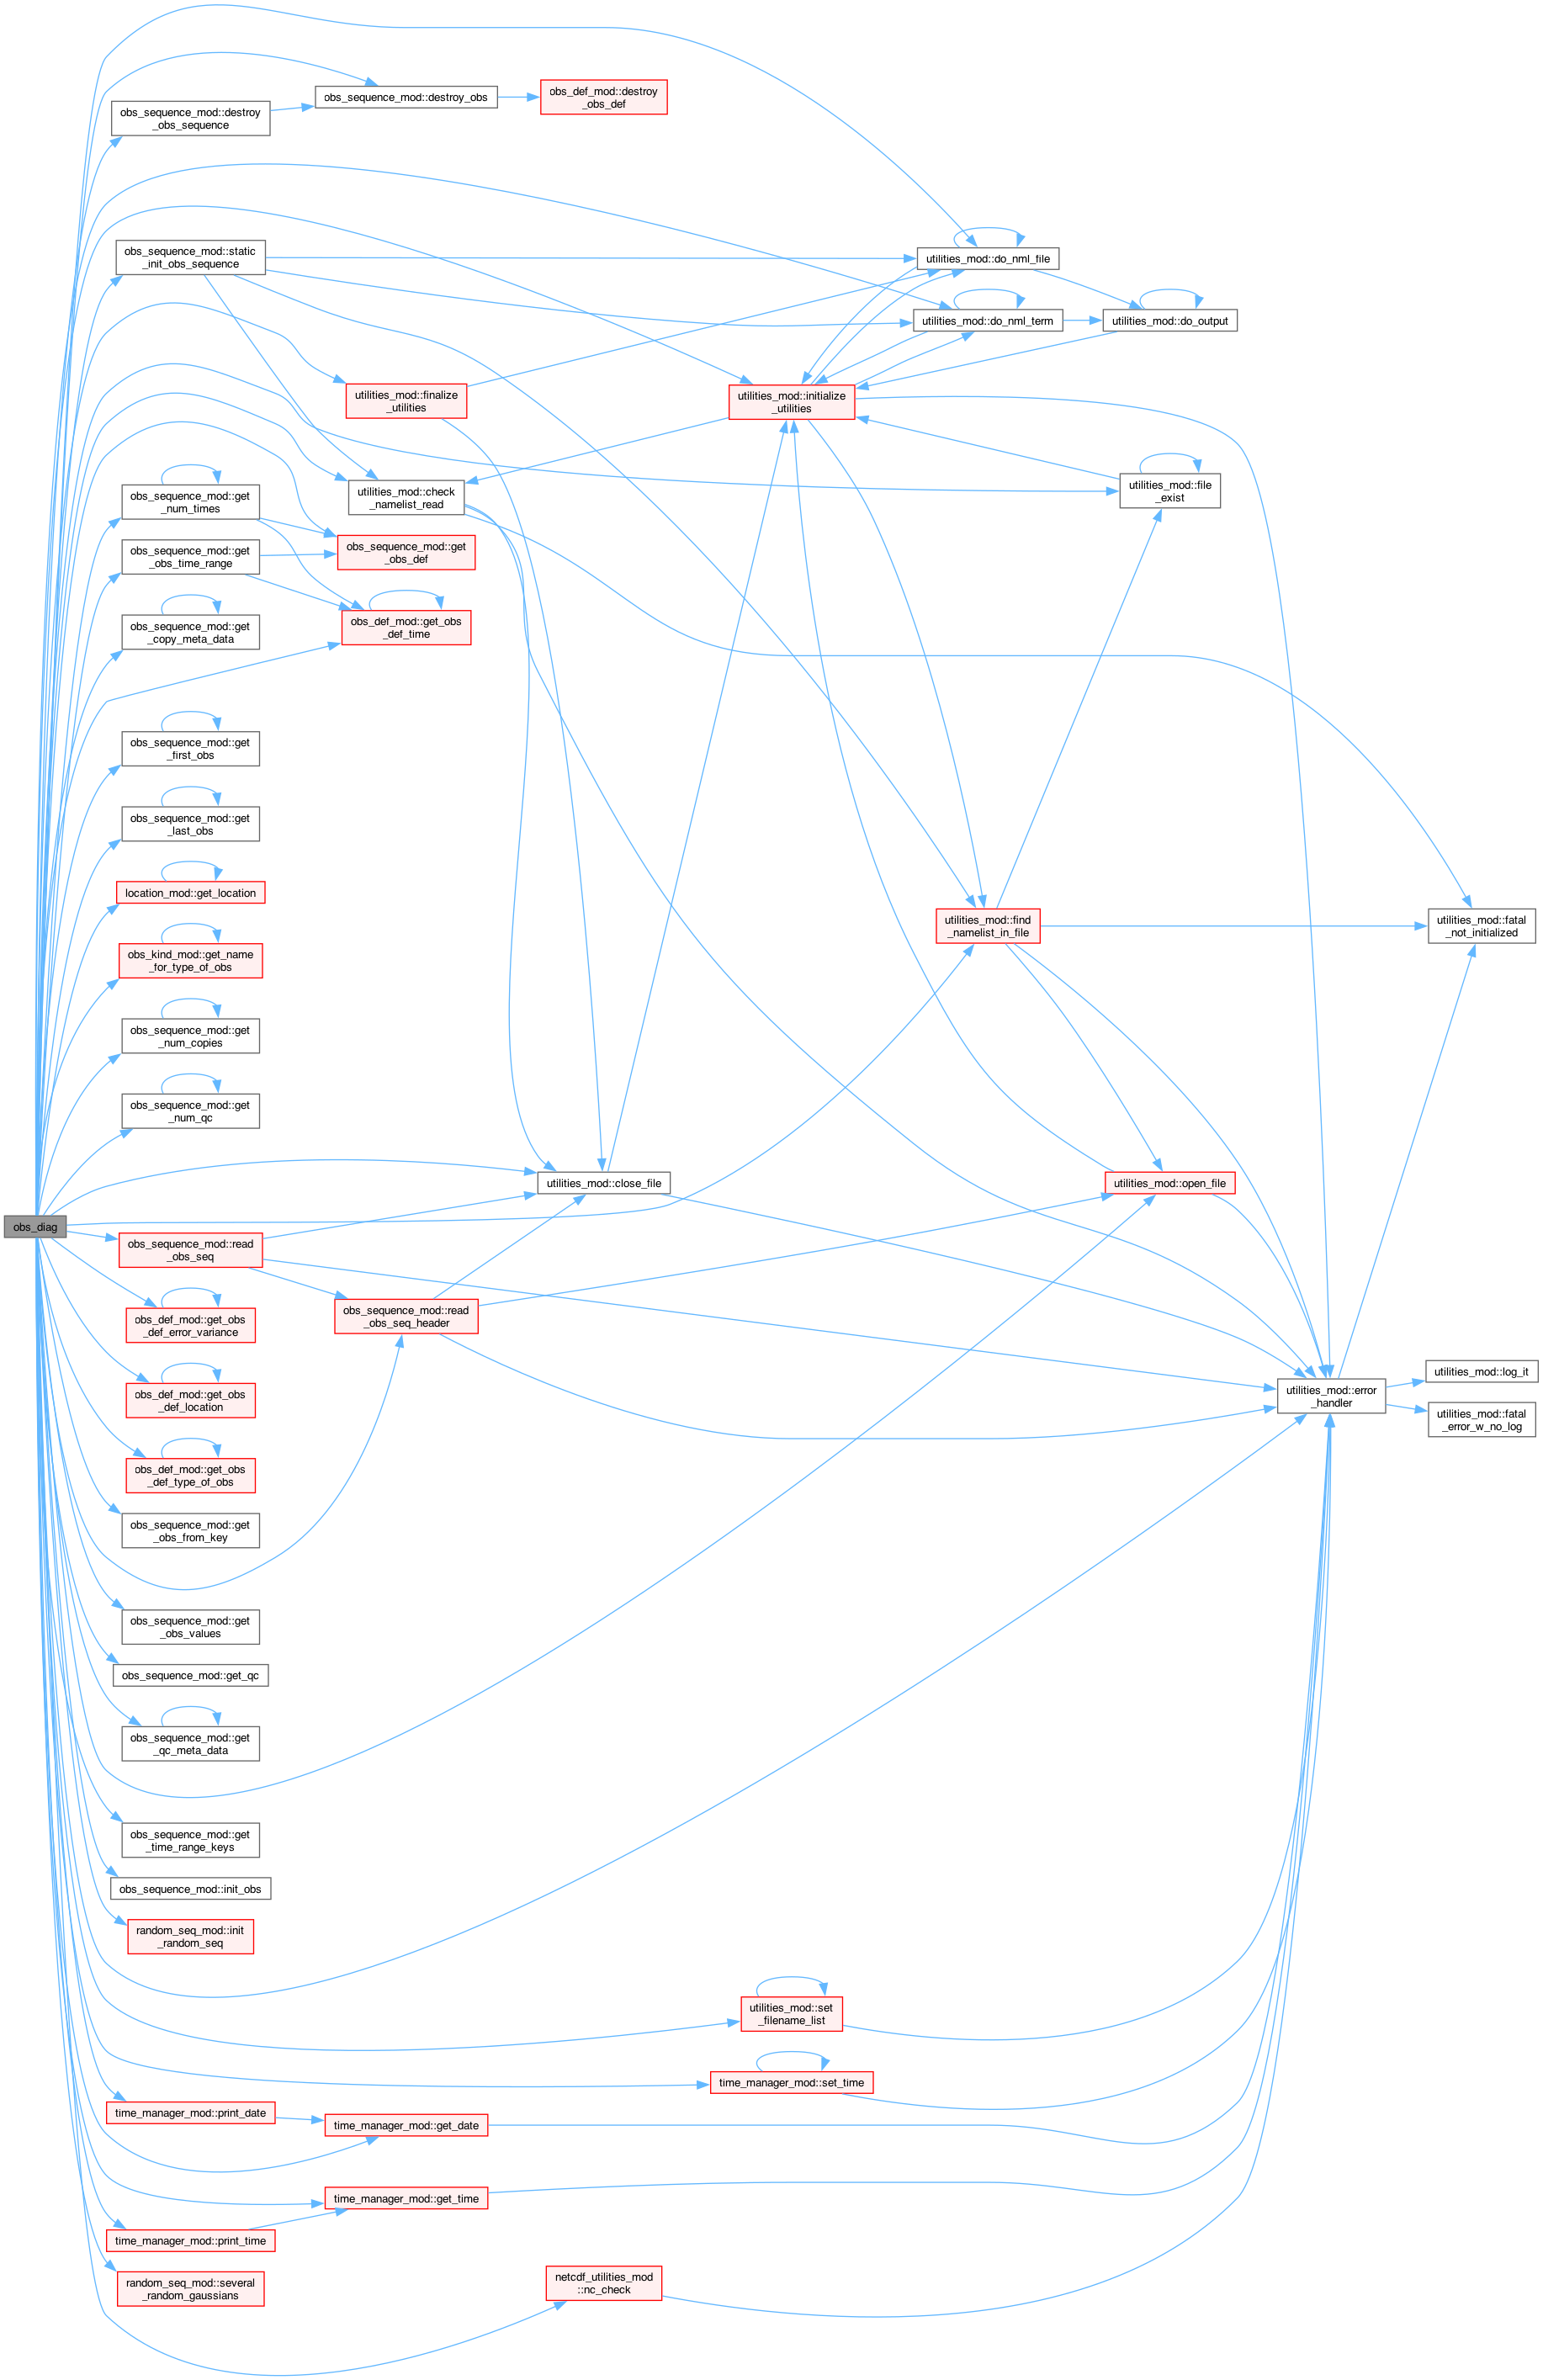 obs_sequence_mod::destroy_obs
obs_def_mod::destroy
_obs_def
obs_sequence_mod::destroy
_obs_sequence
obs_sequence_mod::static
_init_obs_sequence
utilities_mod::do_nml_file
utilities_mod::do_nml_term
utilities_mod::do_output
utilities_mod::finalize
_utilities
utilities_mod::initialize
_utilities
utilities_mod::check
_namelist_read
utilities_mod::file
_exist
obs_sequence_mod::get
_num_times
obs_sequence_mod::get
_obs_def
obs_sequence_mod::get
_obs_time_range
obs_def_mod::get_obs
_def_time
obs_sequence_mod::get
_copy_meta_data
obs_sequence_mod::get
_first_obs
obs_sequence_mod::get
_last_obs
location_mod::get_location
utilities_mod::find
_namelist_in_file
utilities_mod::fatal
_not_initialized
obs_kind_mod::get_name
_for_type_of_obs
obs_sequence_mod::get
_num_copies
obs_sequence_mod::get
_num_qc
utilities_mod::close_file
utilities_mod::open_file
obs_diag
obs_sequence_mod::read
_obs_seq
obs_sequence_mod::read
_obs_seq_header
obs_def_mod::get_obs
_def_error_variance
obs_def_mod::get_obs
_def_location
utilities_mod::error
_handler
utilities_mod::log_it
utilities_mod::fatal
_error_w_no_log
obs_def_mod::get_obs
_def_type_of_obs
obs_sequence_mod::get
_obs_from_key
obs_sequence_mod::get
_obs_values
obs_sequence_mod::get_qc
obs_sequence_mod::get
_qc_meta_data
obs_sequence_mod::get
_time_range_keys
obs_sequence_mod::init_obs
random_seq_mod::init
_random_seq
utilities_mod::set
_filename_list
time_manager_mod::set_time
time_manager_mod::print_date
time_manager_mod::get_date
time_manager_mod::get_time
time_manager_mod::print_time
random_seq_mod::several
_random_gaussians
netcdf_utilities_mod
::nc_check